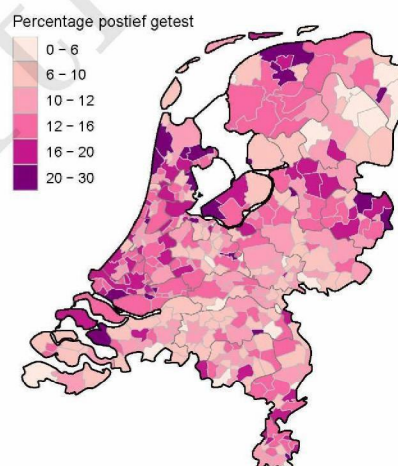 Percentage postief getest
0 – 6
6 – 10
10 – 12
12 – 16
16 – 20
20 – 30